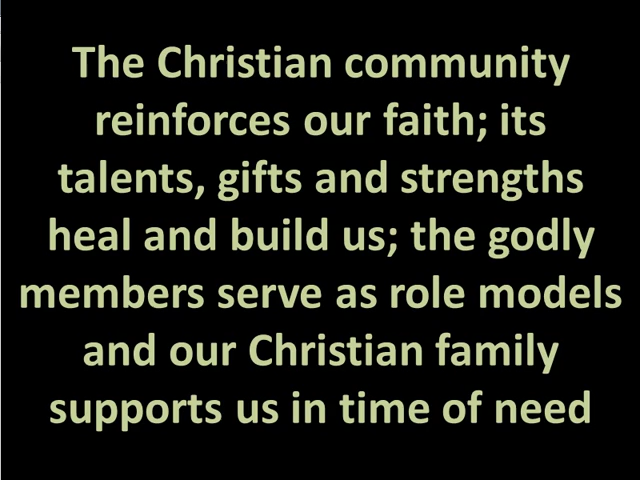 The Christian community
reinforces our faith; its
talents, gifts and strengths
heal and build us; the godly
members serve as role models
and our Christian family
supports us in time of need